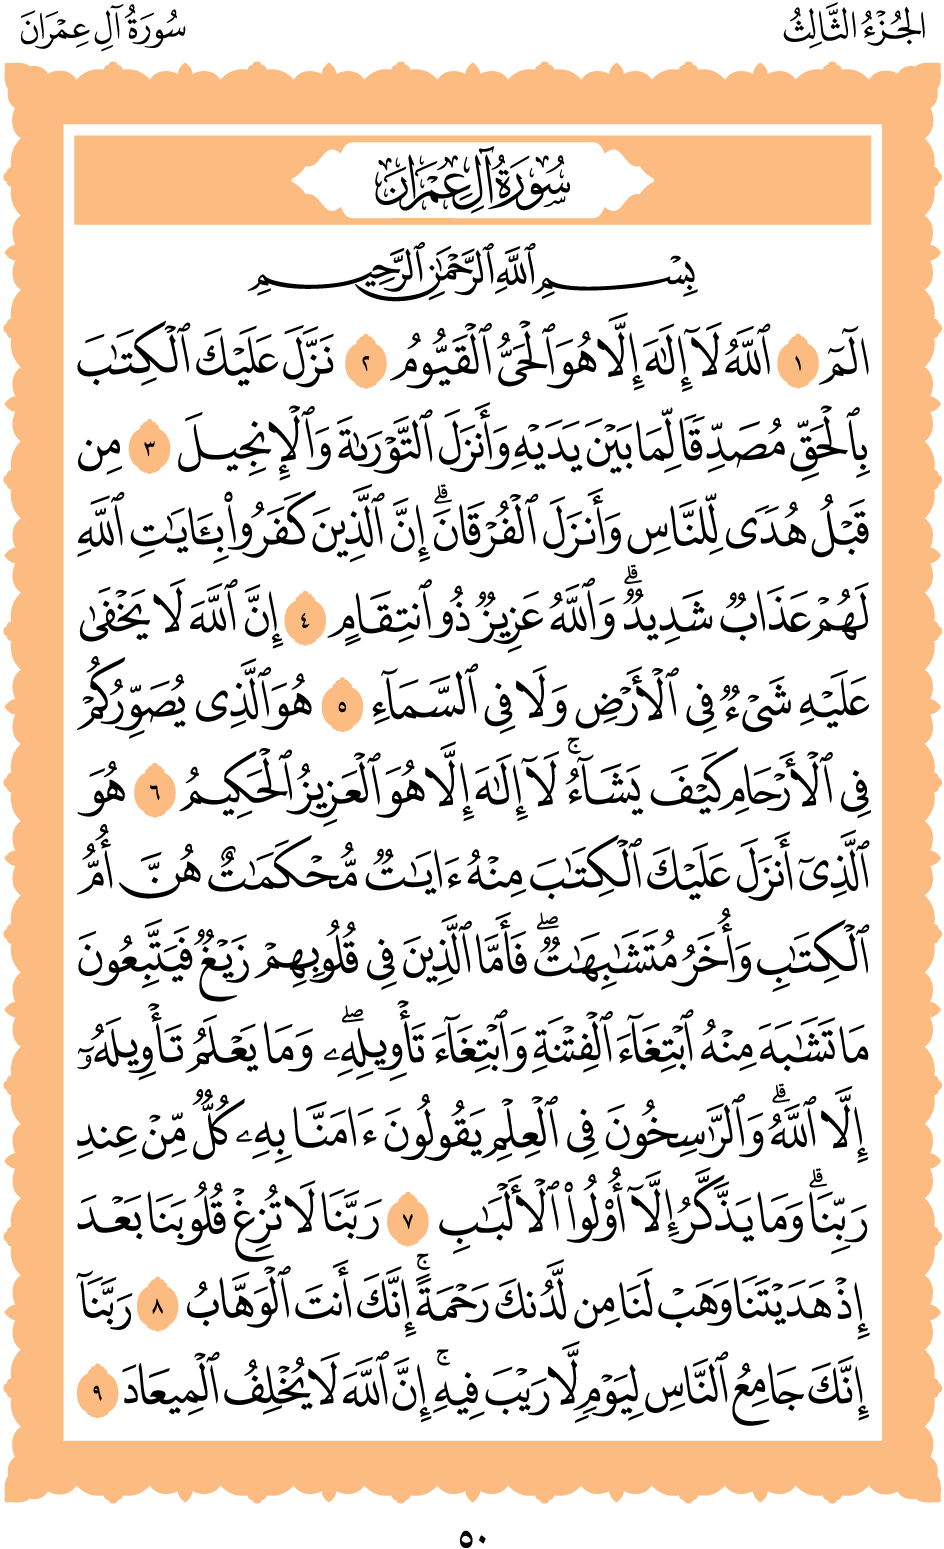 الجُزْءُ الثَّالِثُ
سُورَةُ آلِ عِمْرَانَ
سُورَةُ آلِ عِمْرَانَ
بِسْمِ ٱللَّهِ ٱلرَّحْمَٰنِ ٱلرَّحِيمِ
الٓمٓ ١ ٱللَّهُ لَآ إِلَٰهَ إِلَّا هُوَ ٱلْحَىُّ ٱلْقَيُّومُ ٢ نَزَّلَ عَلَيْكَ ٱلْكِتَٰبَ
بِٱلْحَقِّ مُصَدِّقًا لِّمَا بَيْنَ يَدَيْهِ وَأَنزَلَ ٱلتَّوْرَىٰةَ وَٱلْإِنجِيلَ ٣ مِن
قَبْلُ هُدًى لِّلنَّاسِ وَأَنزَلَ ٱلْفُرْقَانَ ۗ إِنَّ ٱلَّذِينَ كَفَرُوا۟ بِـَٔايَٰتِ ٱللَّهِ
لَهُمْ عَذَابٌ شَدِيدٌ ۗ وَٱللَّهُ عَزِيزٌ ذُو ٱنتِقَامٍ ٤ إِنَّ ٱللَّهَ لَا يَخْفَىٰ
عَلَيْهِ شَىْءٌ فِى ٱلْأَرْضِ وَلَا فِى ٱلسَّمَآءِ ٥ هُوَ ٱلَّذِى يُصَوِّرُكُمْ
فِى ٱلْأَرْحَامِ كَيْفَ يَشَآءُ ۚ لَآ إِلَٰهَ إِلَّا هُوَ ٱلْعَزِيزُ ٱلْحَكِيمُ ٦ هُوَ
ٱلَّذِىٓ أَنزَلَ عَلَيْكَ ٱلْكِتَٰبَ مِنْهُ ءَايَٰتٌ مُّحْكَمَٰتٌ هُنَّ أُمُّ
ٱلْكِتَٰبِ وَأُخَرُ مُتَشَٰبِهَٰتٌ ۖ فَأَمَّا ٱلَّذِينَ فِى قُلُوبِهِمْ زَيْغٌ فَيَتَّبِعُونَ
مَا تَشَٰبَهَ مِنْهُ ٱبْتِغَآءَ ٱلْفِتْنَةِ وَٱبْتِغَآءَ تَأْوِيلِهِۦ ۖ وَمَا يَعْلَمُ تَأْوِيلَهُۥٓ
إِلَّا ٱللَّهُ ۗ وَٱلرَّٰسِخُونَ فِى ٱلْعِلْمِ يَقُولُونَ ءَامَنَّا بِهِۦ كُلٌّ مِّنْ عِندِ
رَبِّنَا ۗ وَمَا يَذَّكَّرُ إِلَّآ أُو۟لُوا۟ ٱلْأَلْبَٰبِ ٧ رَبَّنَا لَا تُزِغْ قُلُوبَنَا بَعْدَ
إِذْ هَدَيْتَنَا وَهَبْ لَنَا مِن لَّدُنكَ رَحْمَةً ۚ إِنَّكَ أَنتَ ٱلْوَهَّابُ ٨ رَبَّنَآ
إِنَّكَ جَامِعُ ٱلنَّاسِ لِيَوْمٍ لَّا رَيْبَ فِيهِ ۚ إِنَّ ٱللَّهَ لَا يُخْلِفُ ٱلْمِيعَادَ ٩
٥٠